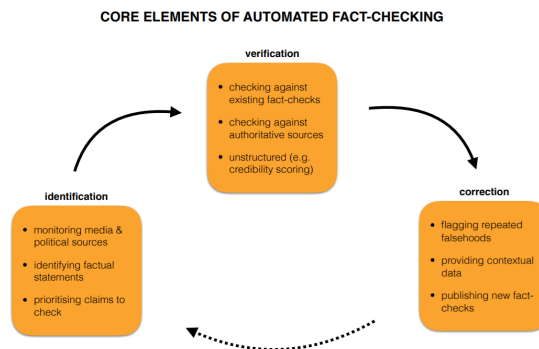 CORE ELEMENTS OF AUTOMATED FACT-CHECKING
verification
• checking against
existing fact-checks
• checking against
authoritative sources
• unstructured (e.g.
credibility scoring)
identification
• monitoring media &
political sources
• identifying factual
statements
• prioritising claims to
check
correction
• flagging repeated
falsehoods
• providing contextual
data
• publishing new fact-
checks